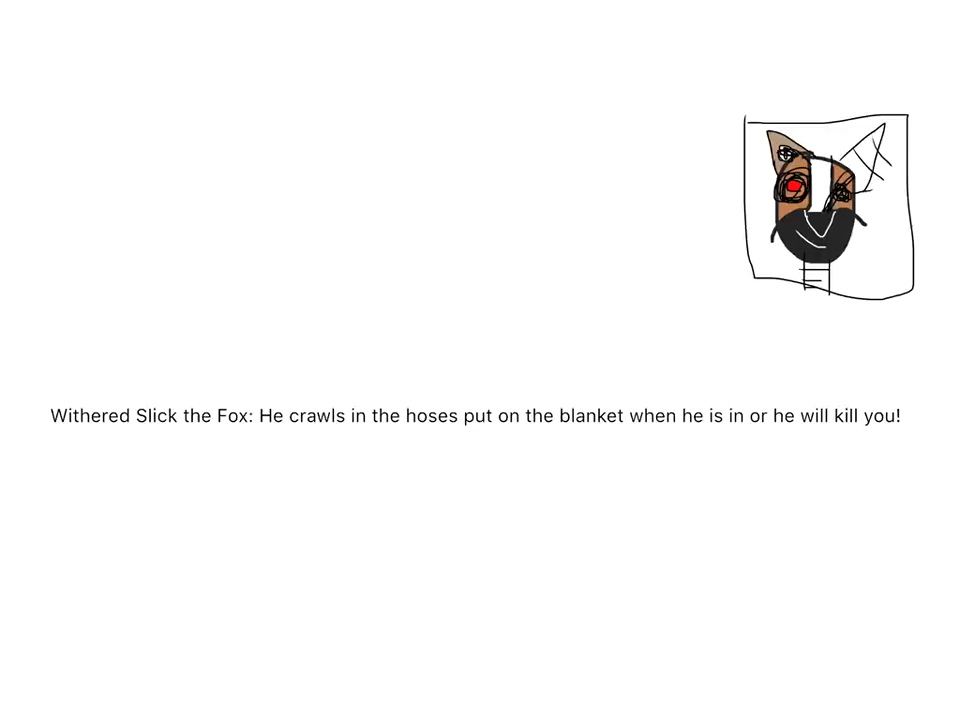 Withered Slick the Fox: He crawls in the hoses put on the blanket when he is in or he will kill you!